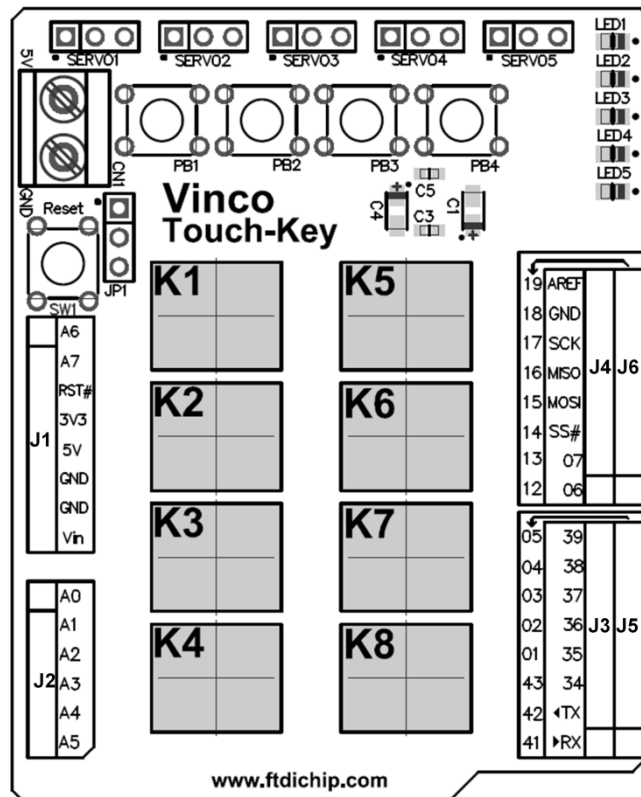 SERVO1 SERVO2 SERVO3 SERVO4 SERVO5
LED1
LED2
LED3
LED4
LED5
5V
GND
CN1
PB1 PB2 PB3 PB4
Reset
SW1
JP1
Vinco
Touch-Key
C5
C4
C3
C1
K1 K5
K2 K6
K3 K7
K4 K8
J1
A6
A7
RST#
3V3
5V
GND
GND
Vin
J2
A0
A1
A2
A3
A4
A5
J4 J6
19 AREF
18 GND
17 SCK
16 MISO
15 MOSI
14 SS#
13 07
12 06
J3 J5
05 39
04 38
03 37
02 36
01 35
43 34
42 ◂TX
41 ▸RX
www.ftdichip.com